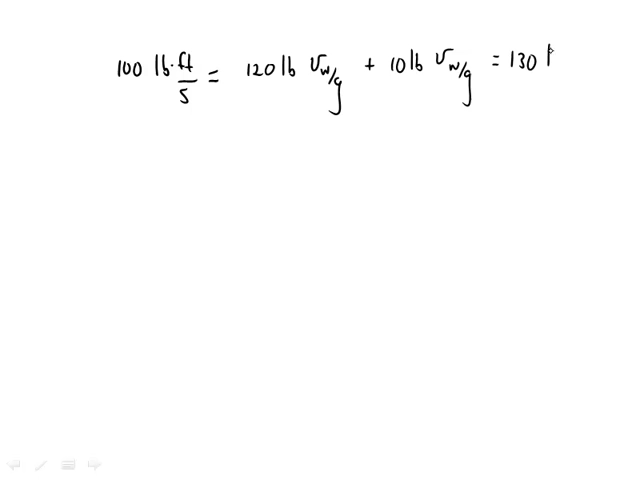 100 lb·ft/s = 120 lb v_w/g + 10 lb v_w/g = 130